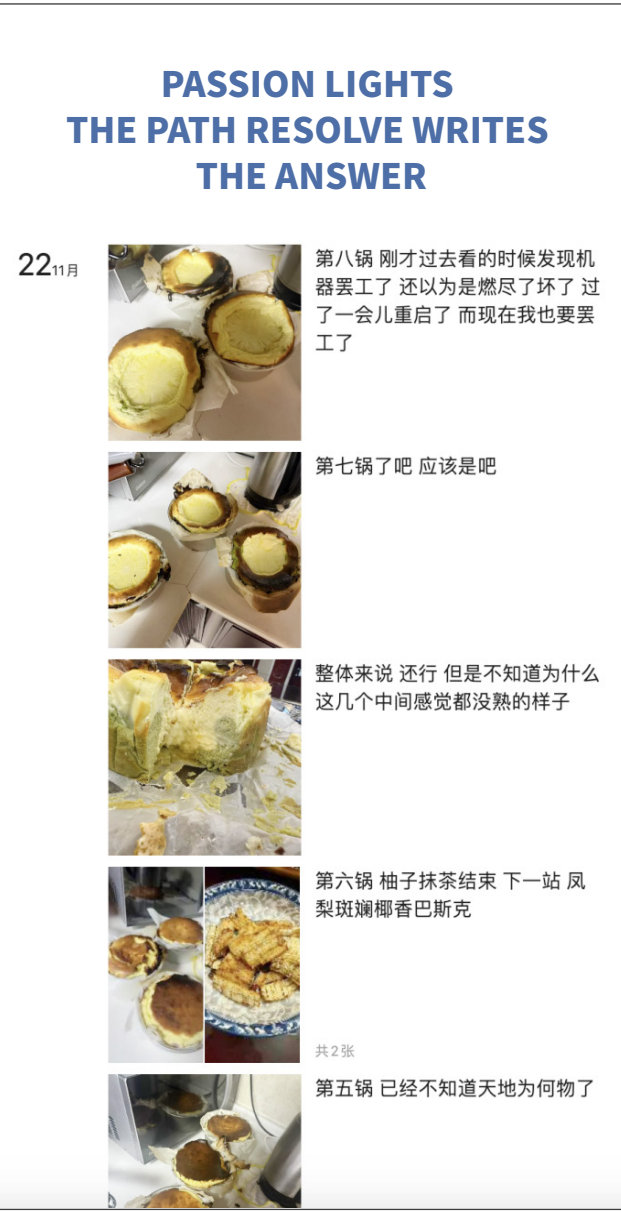 PASSION LIGHTS
THE PATH RESOLVE WRITES
THE ANSWER
22 11月
第八锅 刚才过去看的时候发现机
器罢工了 还以为是燃尽了坏了 过
了一会儿重启了 而现在我也要罢
工了
第七锅了吧 应该是吧
整体来说 还行 但是不知道为什么
这几个中间感觉都没熟的样子
第六锅 柚子抹茶结束 下一站 凤
梨斑斓椰香巴斯克
共2张
第五锅 已经不知道天地为何物了